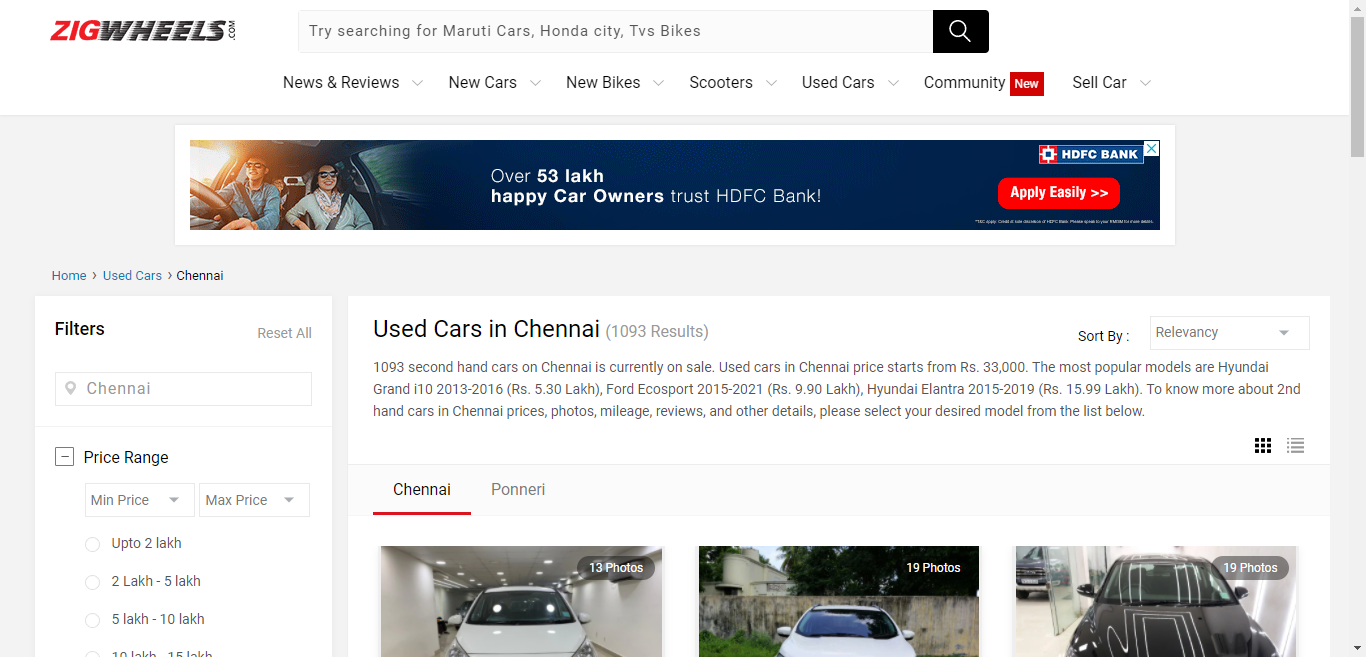 ZIGWHEELS.COM
Try searching for Maruti Cars, Honda city, Tvs Bikes
News & Reviews New Cars New Bikes Scooters Used Cars Community New Sell Car
HDFC BANK
Over 53 lakh
happy Car Owners trust HDFC Bank!
Apply Easily >>
Home › Used Cars › Chennai
Filters
Reset All
Chennai
Price Range
Min Price Max Price
Upto 2 lakh
2 Lakh - 5 lakh
5 lakh - 10 lakh
10 lakh - 15 lakh
Used Cars in Chennai (1093 Results)
Sort By : Relevancy
1093 second hand cars on Chennai is currently on sale. Used cars in Chennai price starts from Rs. 33,000. The most popular models are Hyundai
Grand i10 2013-2016 (Rs. 5.30 Lakh), Ford Ecosport 2015-2021 (Rs. 9.90 Lakh), Hyundai Elantra 2015-2019 (Rs. 15.99 Lakh). To know more about 2nd
hand cars in Chennai prices, photos, mileage, reviews, and other details, please select your desired model from the list below.
Chennai Ponneri
13 Photos
19 Photos
19 Photos